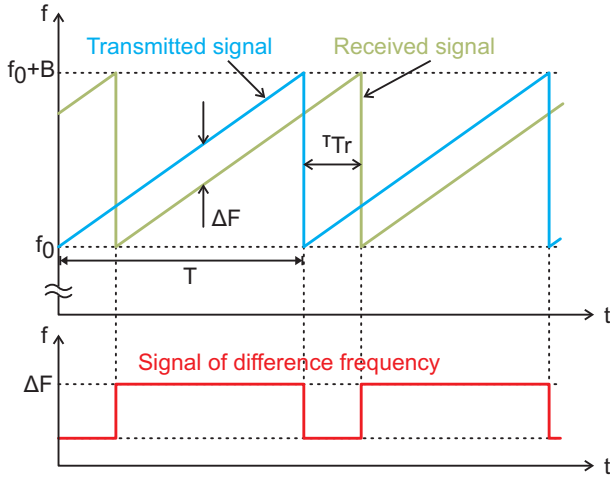 f
Transmitted signal
Received signal
f₀+B
τTr
ΔF
f₀
T
t
f
Signal of difference frequency
ΔF
t